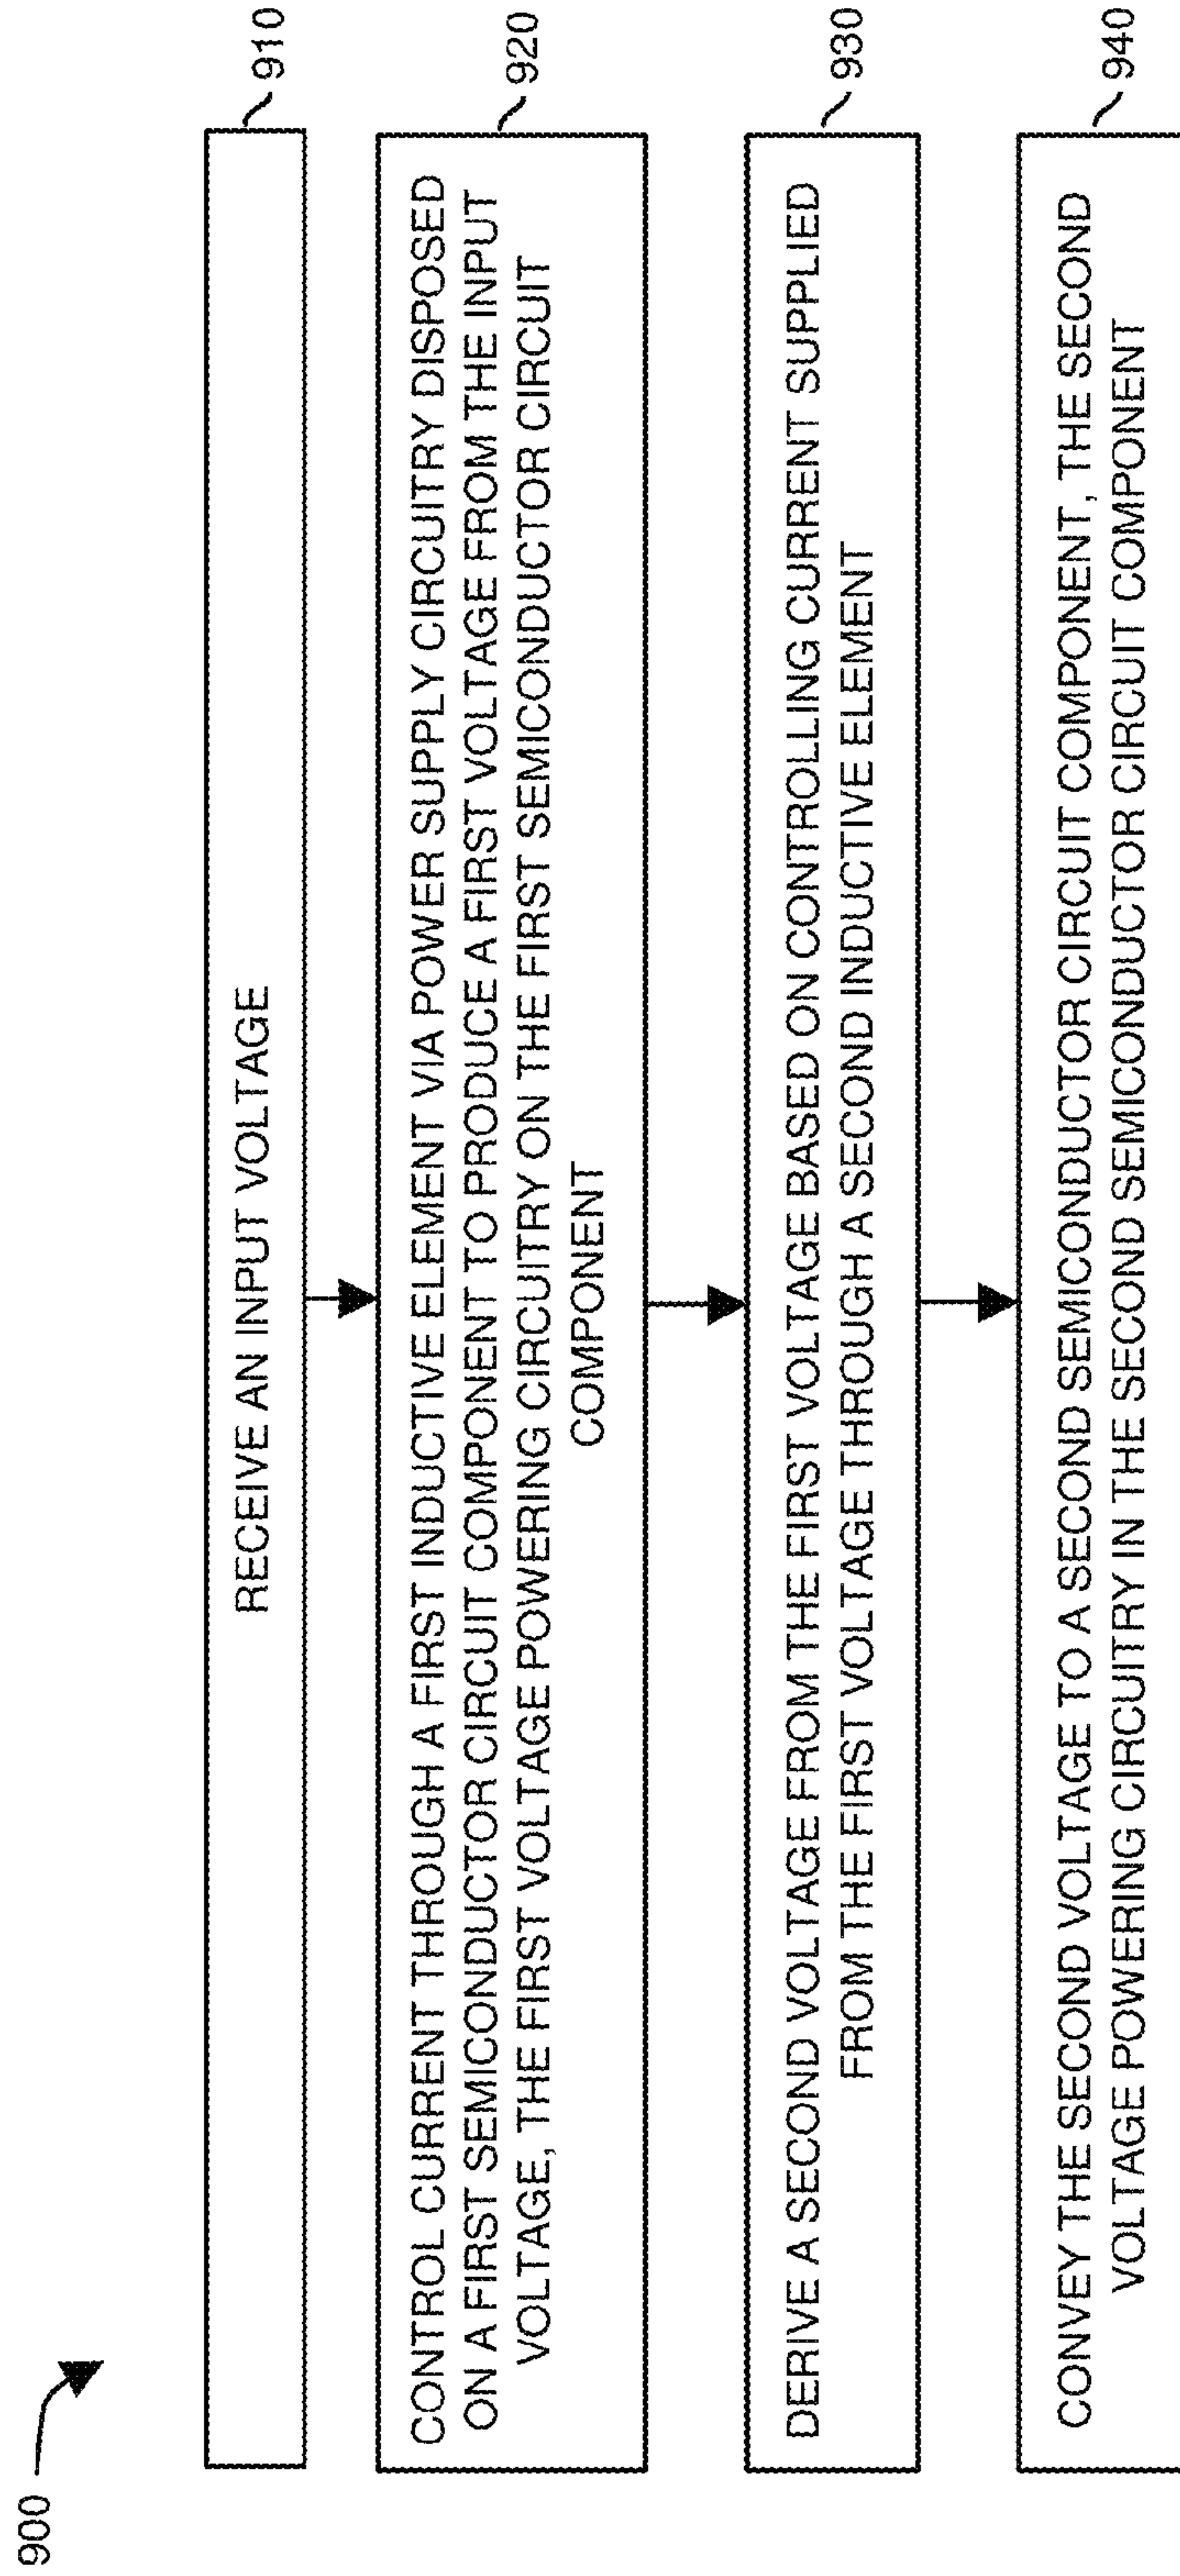 900
RECEIVE AN INPUT VOLTAGE
910
CONTROL CURRENT THROUGH A FIRST INDUCTIVE ELEMENT VIA POWER SUPPLY CIRCUITRY DISPOSED
ON A FIRST SEMICONDUCTOR CIRCUIT COMPONENT TO PRODUCE A FIRST VOLTAGE FROM THE INPUT
VOLTAGE, THE FIRST VOLTAGE POWERING CIRCUITRY ON THE FIRST SEMICONDUCTOR CIRCUIT
COMPONENT
920
DERIVE A SECOND VOLTAGE FROM THE FIRST VOLTAGE BASED ON CONTROLLING CURRENT SUPPLIED
FROM THE FIRST VOLTAGE THROUGH A SECOND INDUCTIVE ELEMENT
930
CONVEY THE SECOND VOLTAGE TO A SECOND SEMICONDUCTOR CIRCUIT COMPONENT, THE SECOND
VOLTAGE POWERING CIRCUITRY IN THE SECOND SEMICONDUCTOR CIRCUIT COMPONENT
940